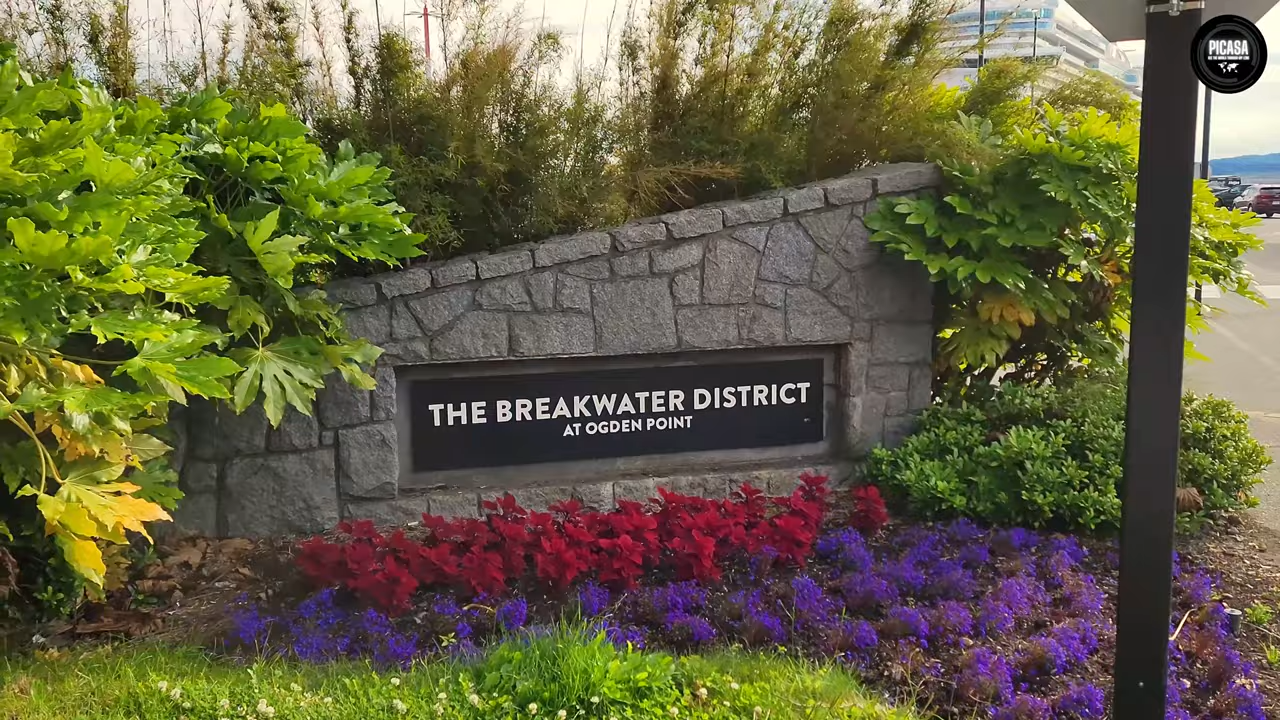 THE BREAKWATER DISTRICT
AT OGDEN POINT
PICASA